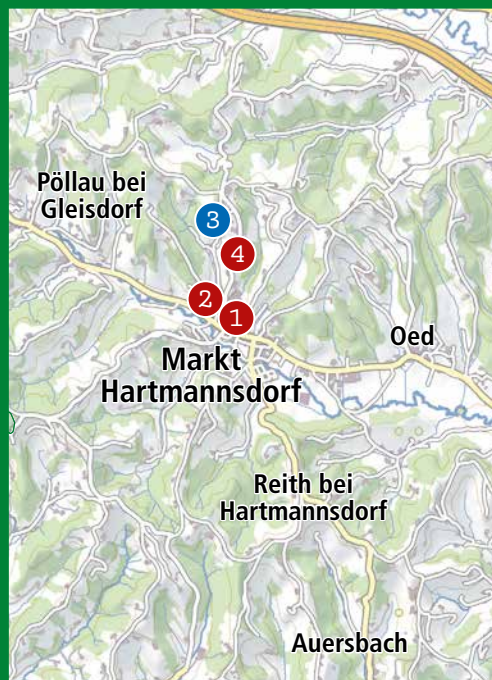 Pöllau bei
Gleisdorf
3
4
2
1
Oed
Markt
Hartmannsdorf
Reith bei
Hartmannsdorf
Auersbach